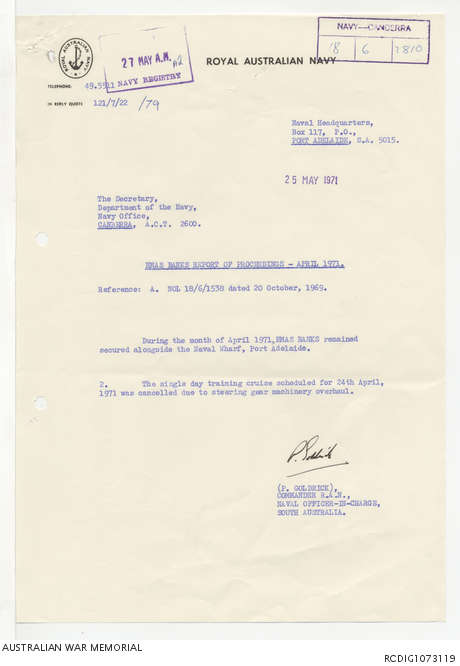 ROYAL AUSTRALIAN NAVY
27 MAY A.M. A2
NAVY REGISTRY
NAVY—CANBERRA
18 6 2810
ROYAL AUSTRALIAN NAVY
TELEPHONE: 49.5511
IN REPLY QUOTE 121/7/22 /79
Naval Headquarters,
Box 117, P.O.,
PORT ADELAIDE, S.A. 5015.
25 MAY 1971
The Secretary,
Department of the Navy,
Navy Office,
CANBERRA, A.C.T. 2600.
HMAS BANKS REPORT OF PROCEEDINGS - APRIL 1971.
Reference: A. NOL 18/6/1538 dated 20 October, 1969.
During the month of April 1971,HMAS BANKS remained
secured alongside the Naval Wharf, Port Adelaide.
2. The single day training cruise scheduled for 24th April,
1971 was cancelled due to steering gear machinery overhaul.
P. Goldrick
(P. GOLDRICK),
COMMANDER R.A.N.,
NAVAL OFFICER-IN-CHARGE,
SOUTH AUSTRALIA.
AUSTRALIAN WAR MEMORIAL
RCDIG1073119